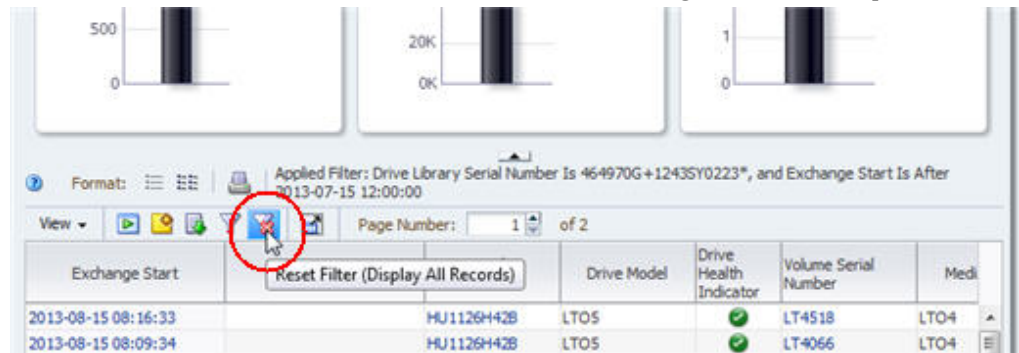 500
0
20K
0K
1
0
Format:
Applied Filter: Drive Library Serial Number Is 464970G+1243SY0223*, and Exchange Start Is After
2013-07-15 12:00:00
View
Page Number: 1 of 2
Exchange Start
Drive Model
Drive
Health
Indicator
Volume Serial
Number
Medi
Reset Filter (Display All Records)
2013-08-15 08:16:33 HU1126H42B LTO5 LT4518 LTO4
2013-08-15 08:09:34 HU1126H42B LTO5 LT4066 LTO4